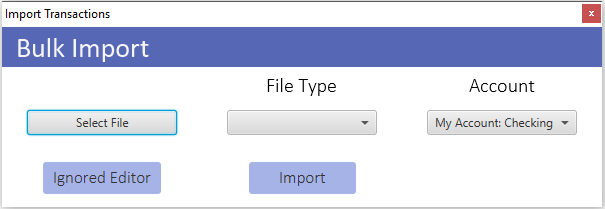 Import Transactions
x
Bulk Import
File Type
Account
Select File
My Account: Checking
Ignored Editor
Import